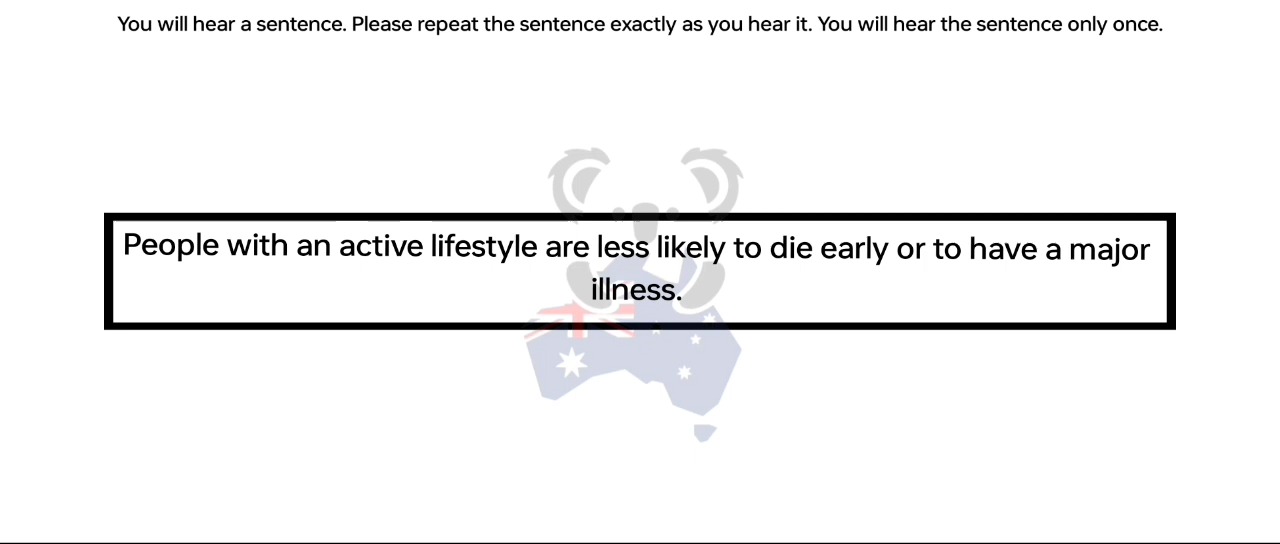 You will hear a sentence. Please repeat the sentence exactly as you hear it. You will hear the sentence only once.
People with an active lifestyle are less likely to die early or to have a major
illness.